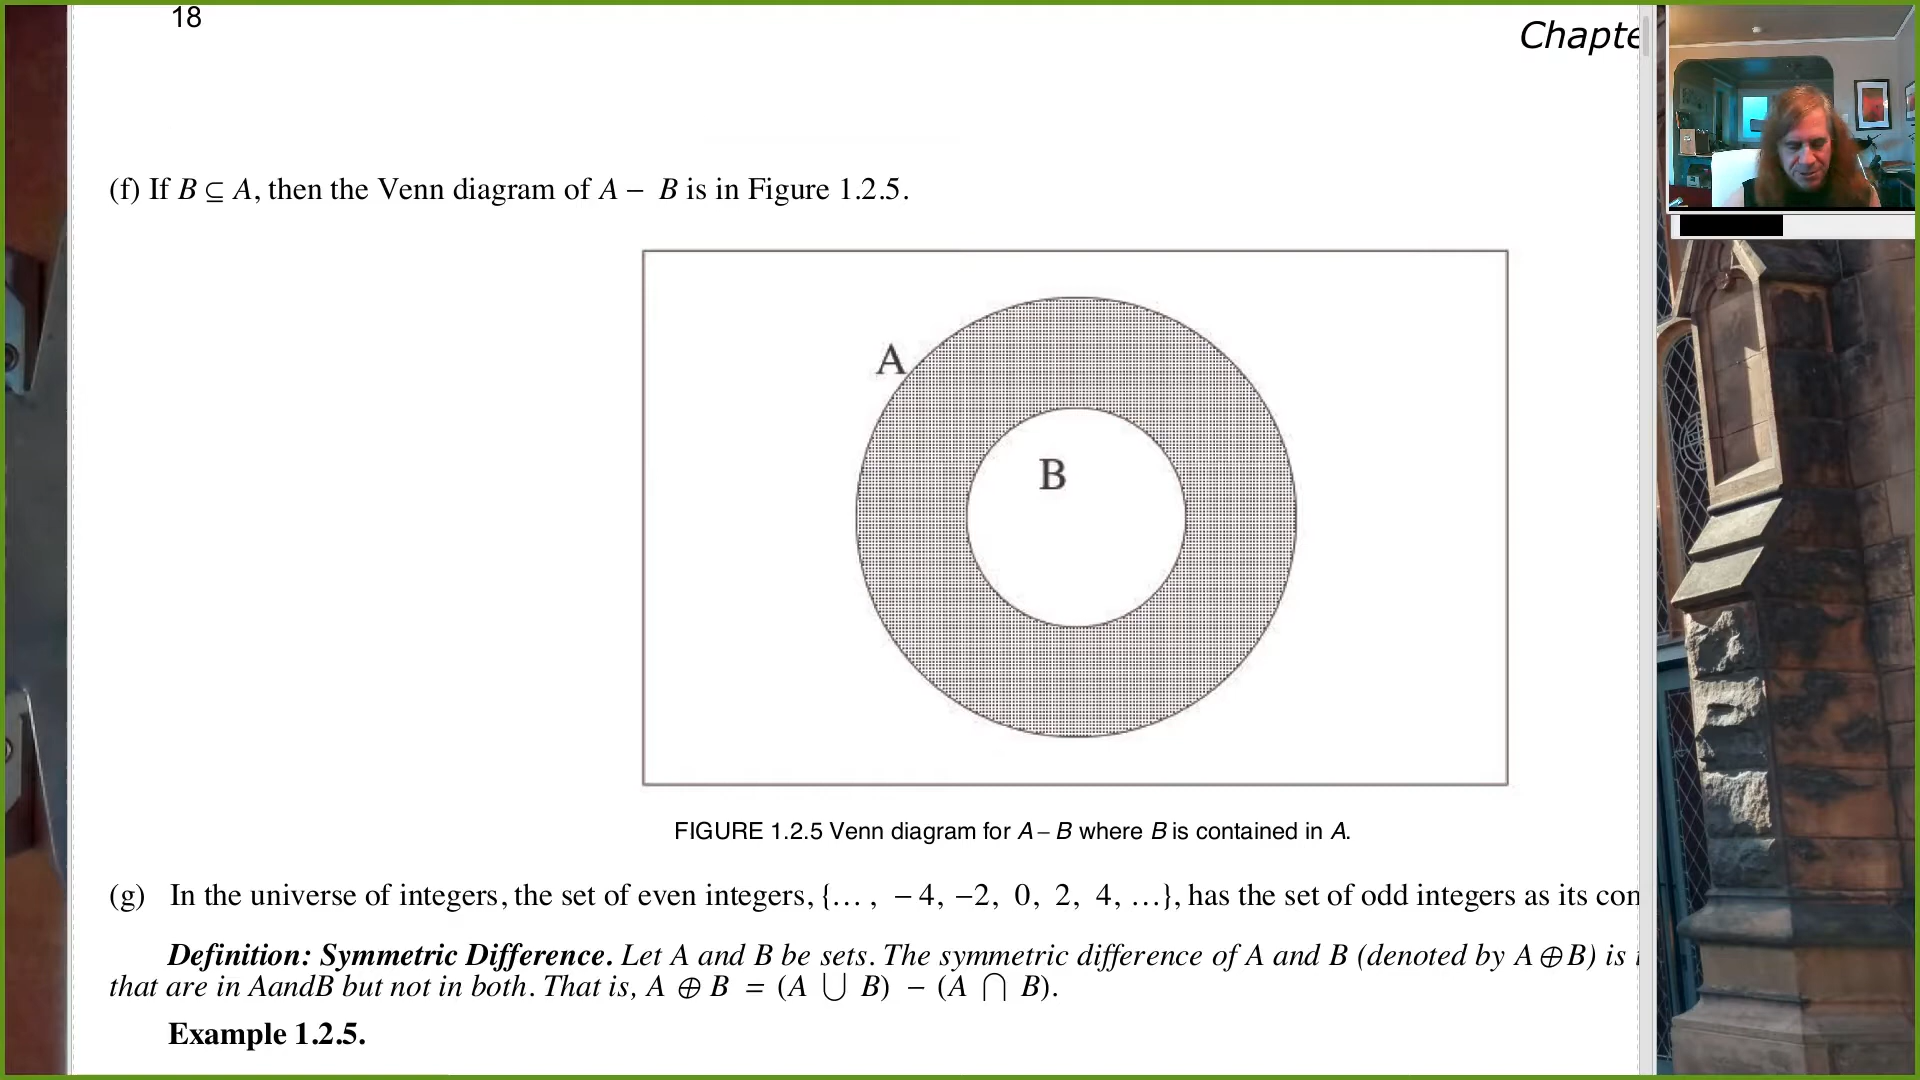 18
Chapte
(f) If B ⊆ A, then the Venn diagram of A − B is in Figure 1.2.5.
A
B
FIGURE 1.2.5 Venn diagram for A – B where B is contained in A.
(g) In the universe of integers, the set of even integers, {… , − 4, −2, 0, 2, 4, …}, has the set of odd integers as its con
Definition: Symmetric Difference. Let A and B be sets. The symmetric difference of A and B (denoted by A ⊕ B) is
that are in AandB but not in both. That is, A ⊕ B = (A ⋃ B) − (A ⋂ B).
Example 1.2.5.